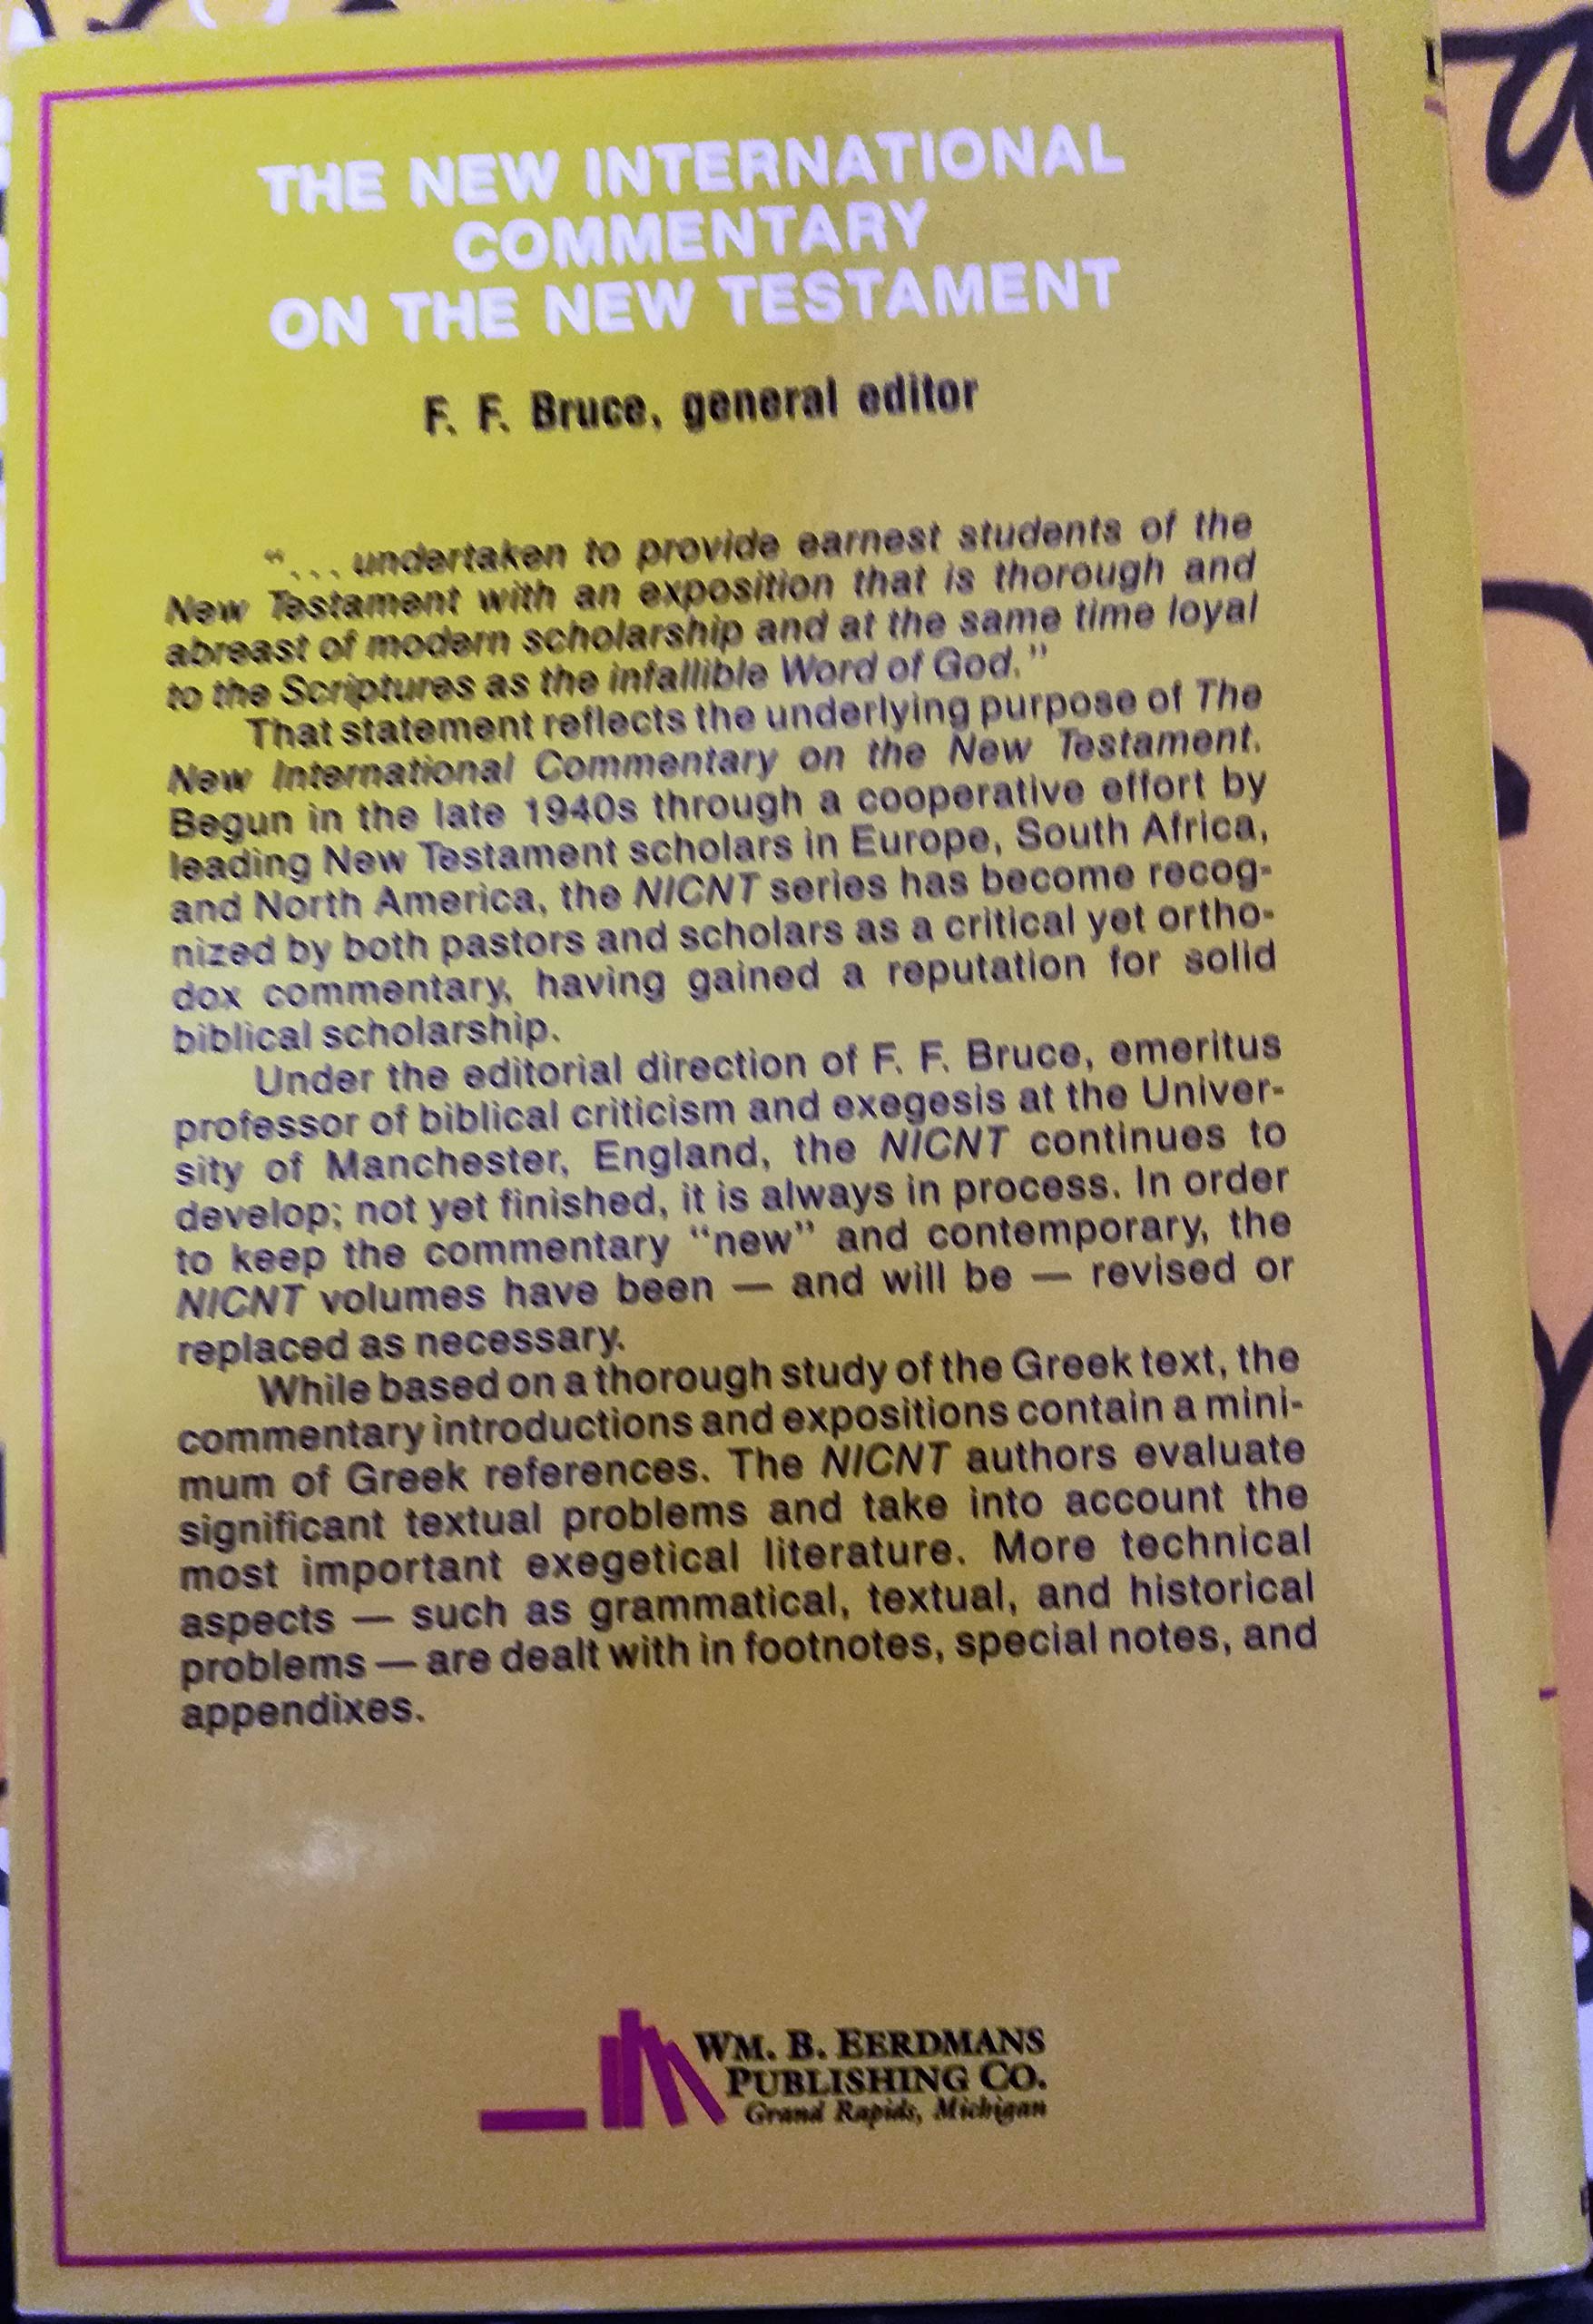 THE NEW INTERNATIONAL
COMMENTARY
ON THE NEW TESTAMENT
F. F. Bruce, general editor
“. . . undertaken to provide earnest students of the
New Testament with an exposition that is thorough and
abreast of modern scholarship and at the same time loyal
to the Scriptures as the infallible Word of God.”
That statement reflects the underlying purpose of The
New International Commentary on the New Testament.
Begun in the late 1940s through a cooperative effort by
leading New Testament scholars in Europe, South Africa,
and North America, the NICNT series has become recog-
nized by both pastors and scholars as a critical yet ortho-
dox commentary, having gained a reputation for solid
biblical scholarship.
Under the editorial direction of F. F. Bruce, emeritus
professor of biblical criticism and exegesis at the Univer-
sity of Manchester, England, the NICNT continues to
develop; not yet finished, it is always in process. In order
to keep the commentary “new” and contemporary, the
NICNT volumes have been — and will be — revised or
replaced as necessary.
While based on a thorough study of the Greek text, the
commentary introductions and expositions contain a mini-
mum of Greek references. The NICNT authors evaluate
significant textual problems and take into account the
most important exegetical literature. More technical
aspects — such as grammatical, textual, and historical
problems — are dealt with in footnotes, special notes, and
appendixes.
WM. B. EERDMANS
PUBLISHING CO.
Grand Rapids, Michigan